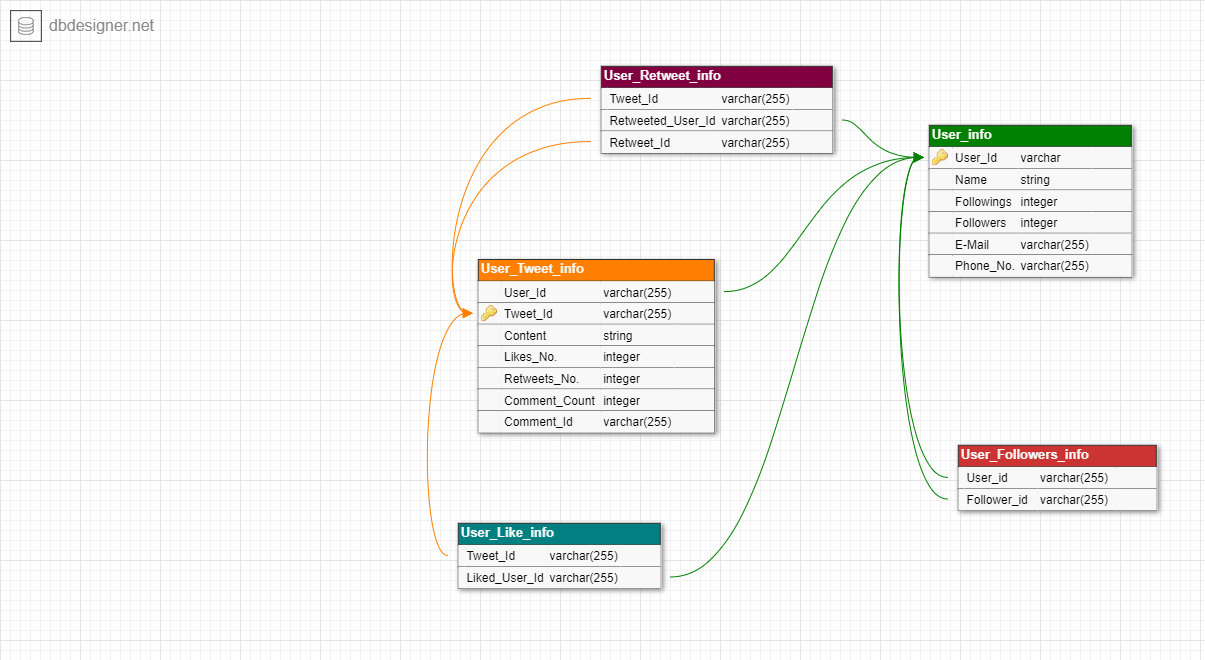 dbdesigner.net
User_Retweet_info
Tweet_Id varchar(255)
Retweeted_User_Id varchar(255)
Retweet_Id varchar(255)
User_info
User_Id varchar
Name string
Followings integer
Followers integer
E-Mail varchar(255)
Phone_No. varchar(255)
User_Tweet_info
User_Id varchar(255)
Tweet_Id varchar(255)
Content string
Likes_No. integer
Retweets_No. integer
Comment_Count integer
Comment_Id varchar(255)
User_Followers_info
User_id varchar(255)
Follower_id varchar(255)
User_Like_info
Tweet_Id varchar(255)
Liked_User_Id varchar(255)